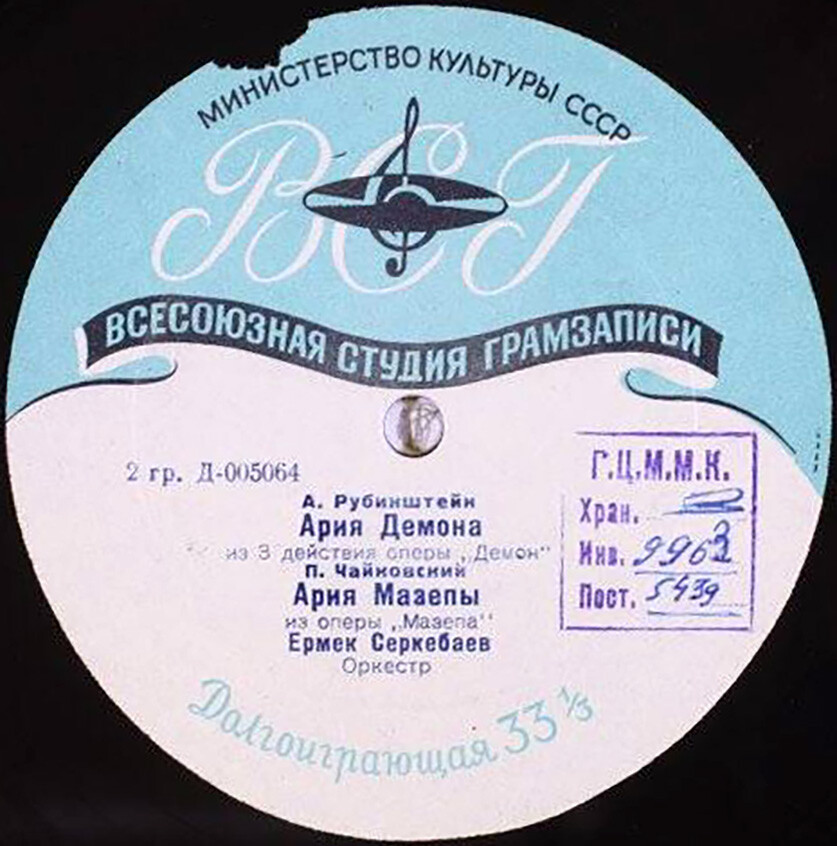 МИНИСТЕРСТВО КУЛЬТУРЫ СССР
ВСГ
ВСЕСОЮЗНАЯ СТУДИЯ ГРАМЗАПИСИ
2 гр. Д-005064
А. Рубинштейн
Ария Демона
из 3 действия оперы „Демон"
П. Чайковский
Ария Мазепы
из оперы „Мазепа"
Ермек Серкебаев
Оркестр
Г.Ц.М.М.К.
Хран.
Инв. 9963
Пост. 5439
Долгоиграющая 33 1/3